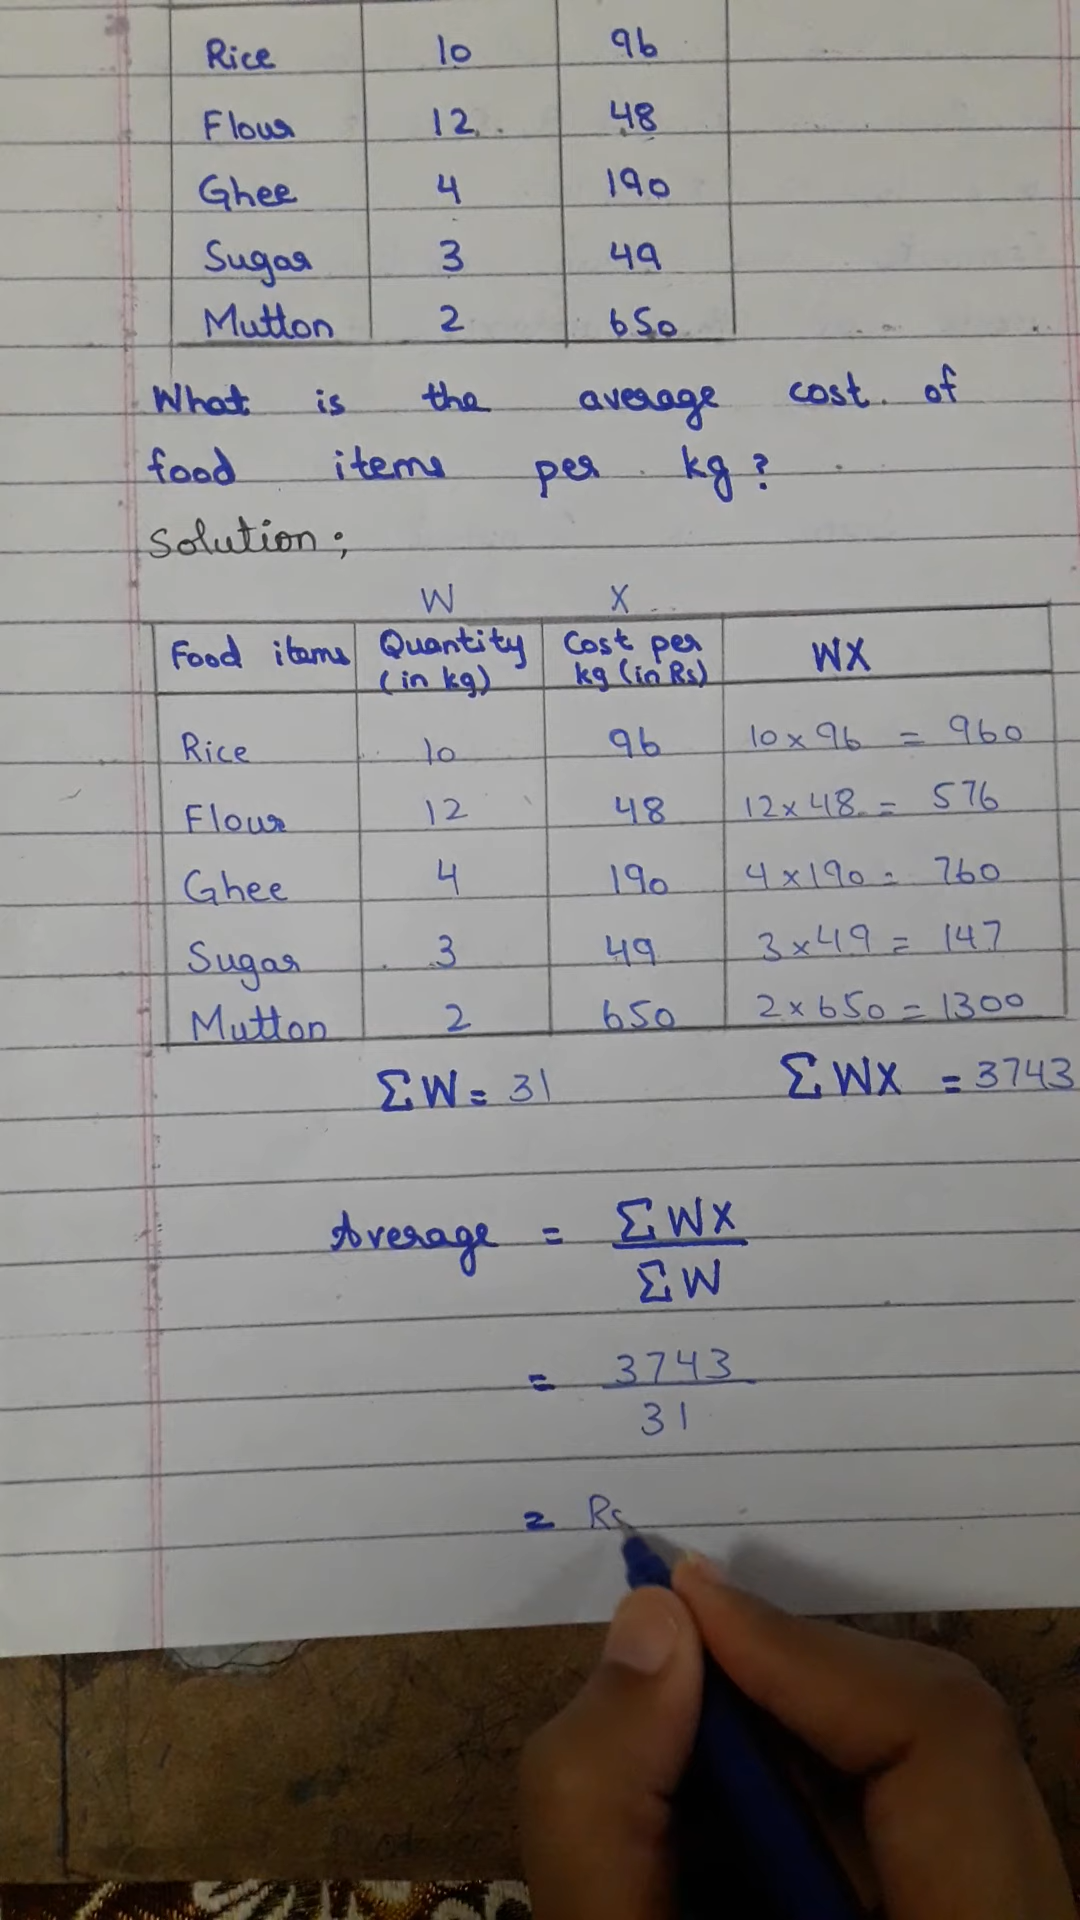 Rice 10 96
Flour 12 48
Ghee 4 190
Sugar 3 49
Mutton 2 650
What is the average cost of
food items per kg?
Solution;
W X
Food items Quantity (in kg) Cost per kg (in Rs) WX
Rice 10 96 10 x 96 = 960
Flour 12 48 12 x 48 = 576
Ghee 4 190 4 x 190 = 760
Sugar 3 49 3 x 49 = 147
Mutton 2 650 2 x 650 = 1300
ΣW = 31 ΣWX = 3743
Average = ΣWX
ΣW
= 3743
31
= Rs